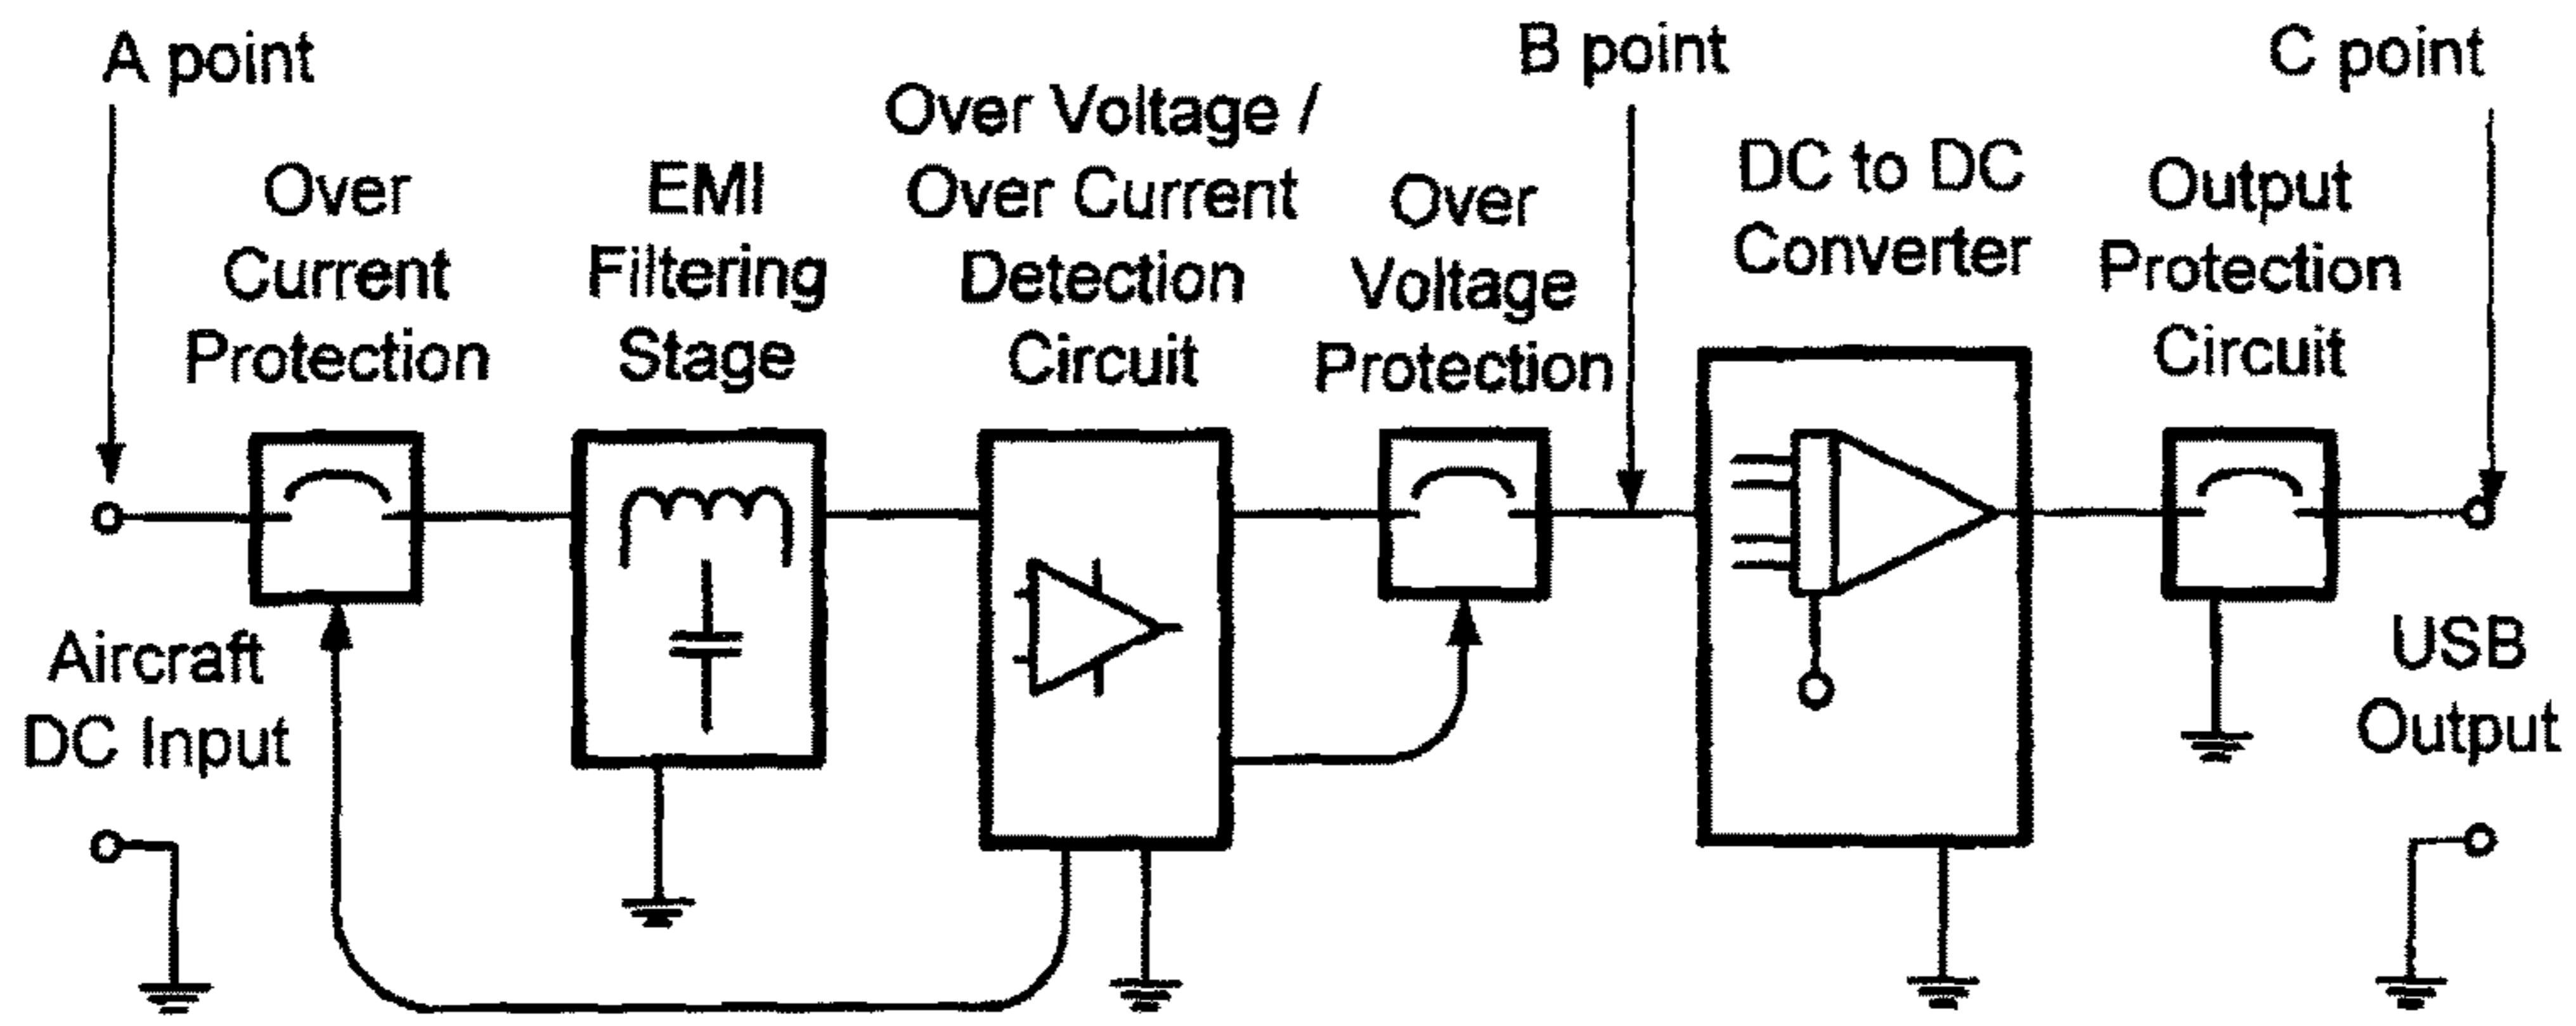 A point
B point
C point
Over
Current
Protection
EMI
Filtering
Stage
Over Voltage /
Over Current
Detection
Circuit
Over
Voltage
Protection
DC to DC
Converter
Output
Protection
Circuit
Aircraft
DC Input
USB
Output